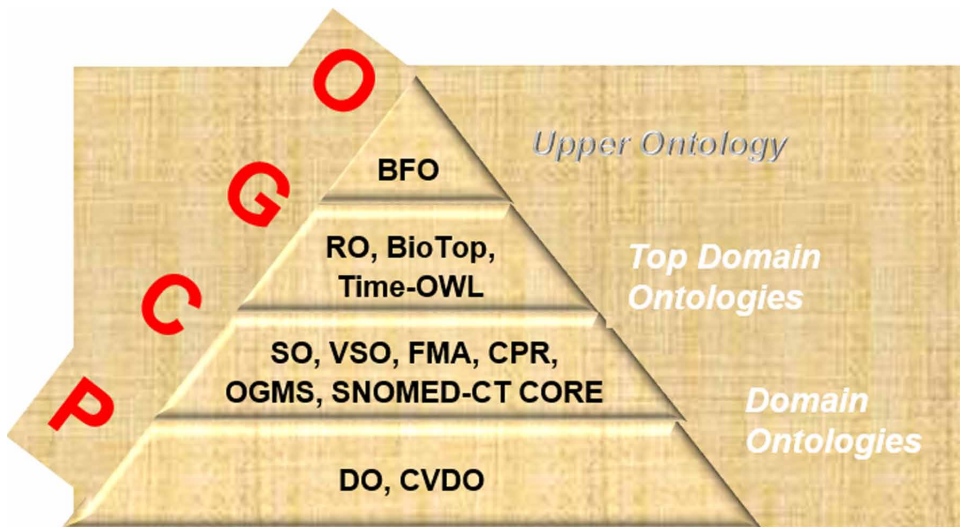 O
G
C
P
BFO
Upper Ontology
RO, BioTop,
Time-OWL
Top Domain
Ontologies
SO, VSO, FMA, CPR,
OGMS, SNOMED-CT CORE
Domain
Ontologies
DO, CVDO